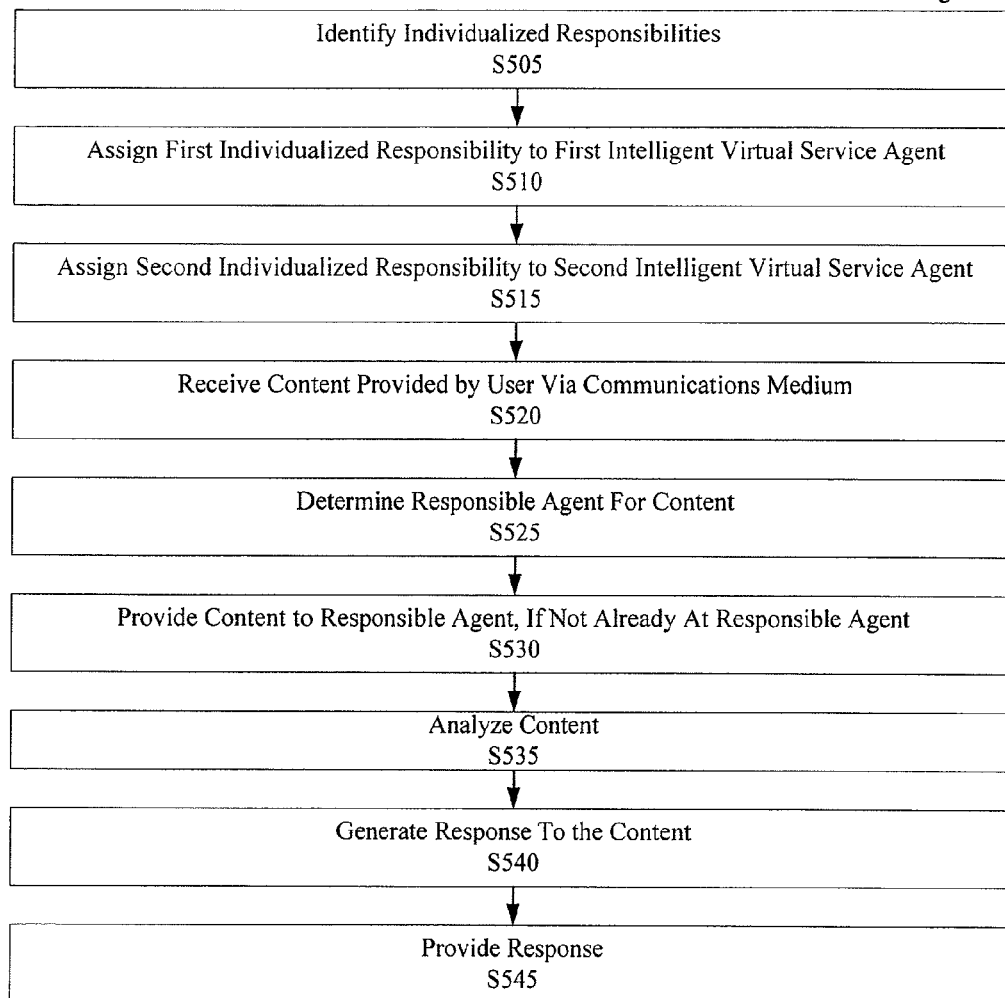 Identify Individualized Responsibilities
S505
Assign First Individualized Responsibility to First Intelligent Virtual Service Agent
S510
Assign Second Individualized Responsibility to Second Intelligent Virtual Service Agent
S515
Receive Content Provided by User Via Communications Medium
S520
Determine Responsible Agent For Content
S525
Provide Content to Responsible Agent, If Not Already At Responsible Agent
S530
Analyze Content
S535
Generate Response To the Content
S540
Provide Response
S545